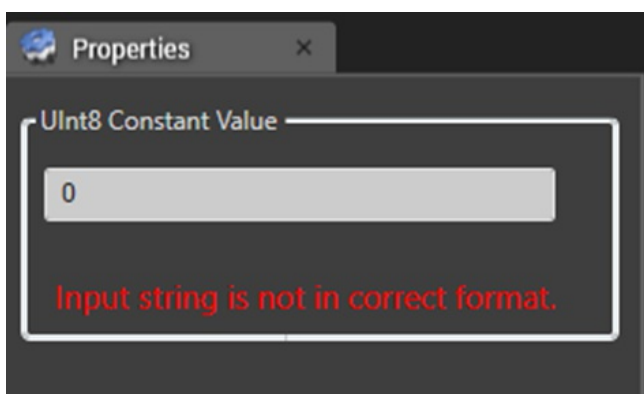 Properties
UInt8 Constant Value
0
Input string is not in correct format.